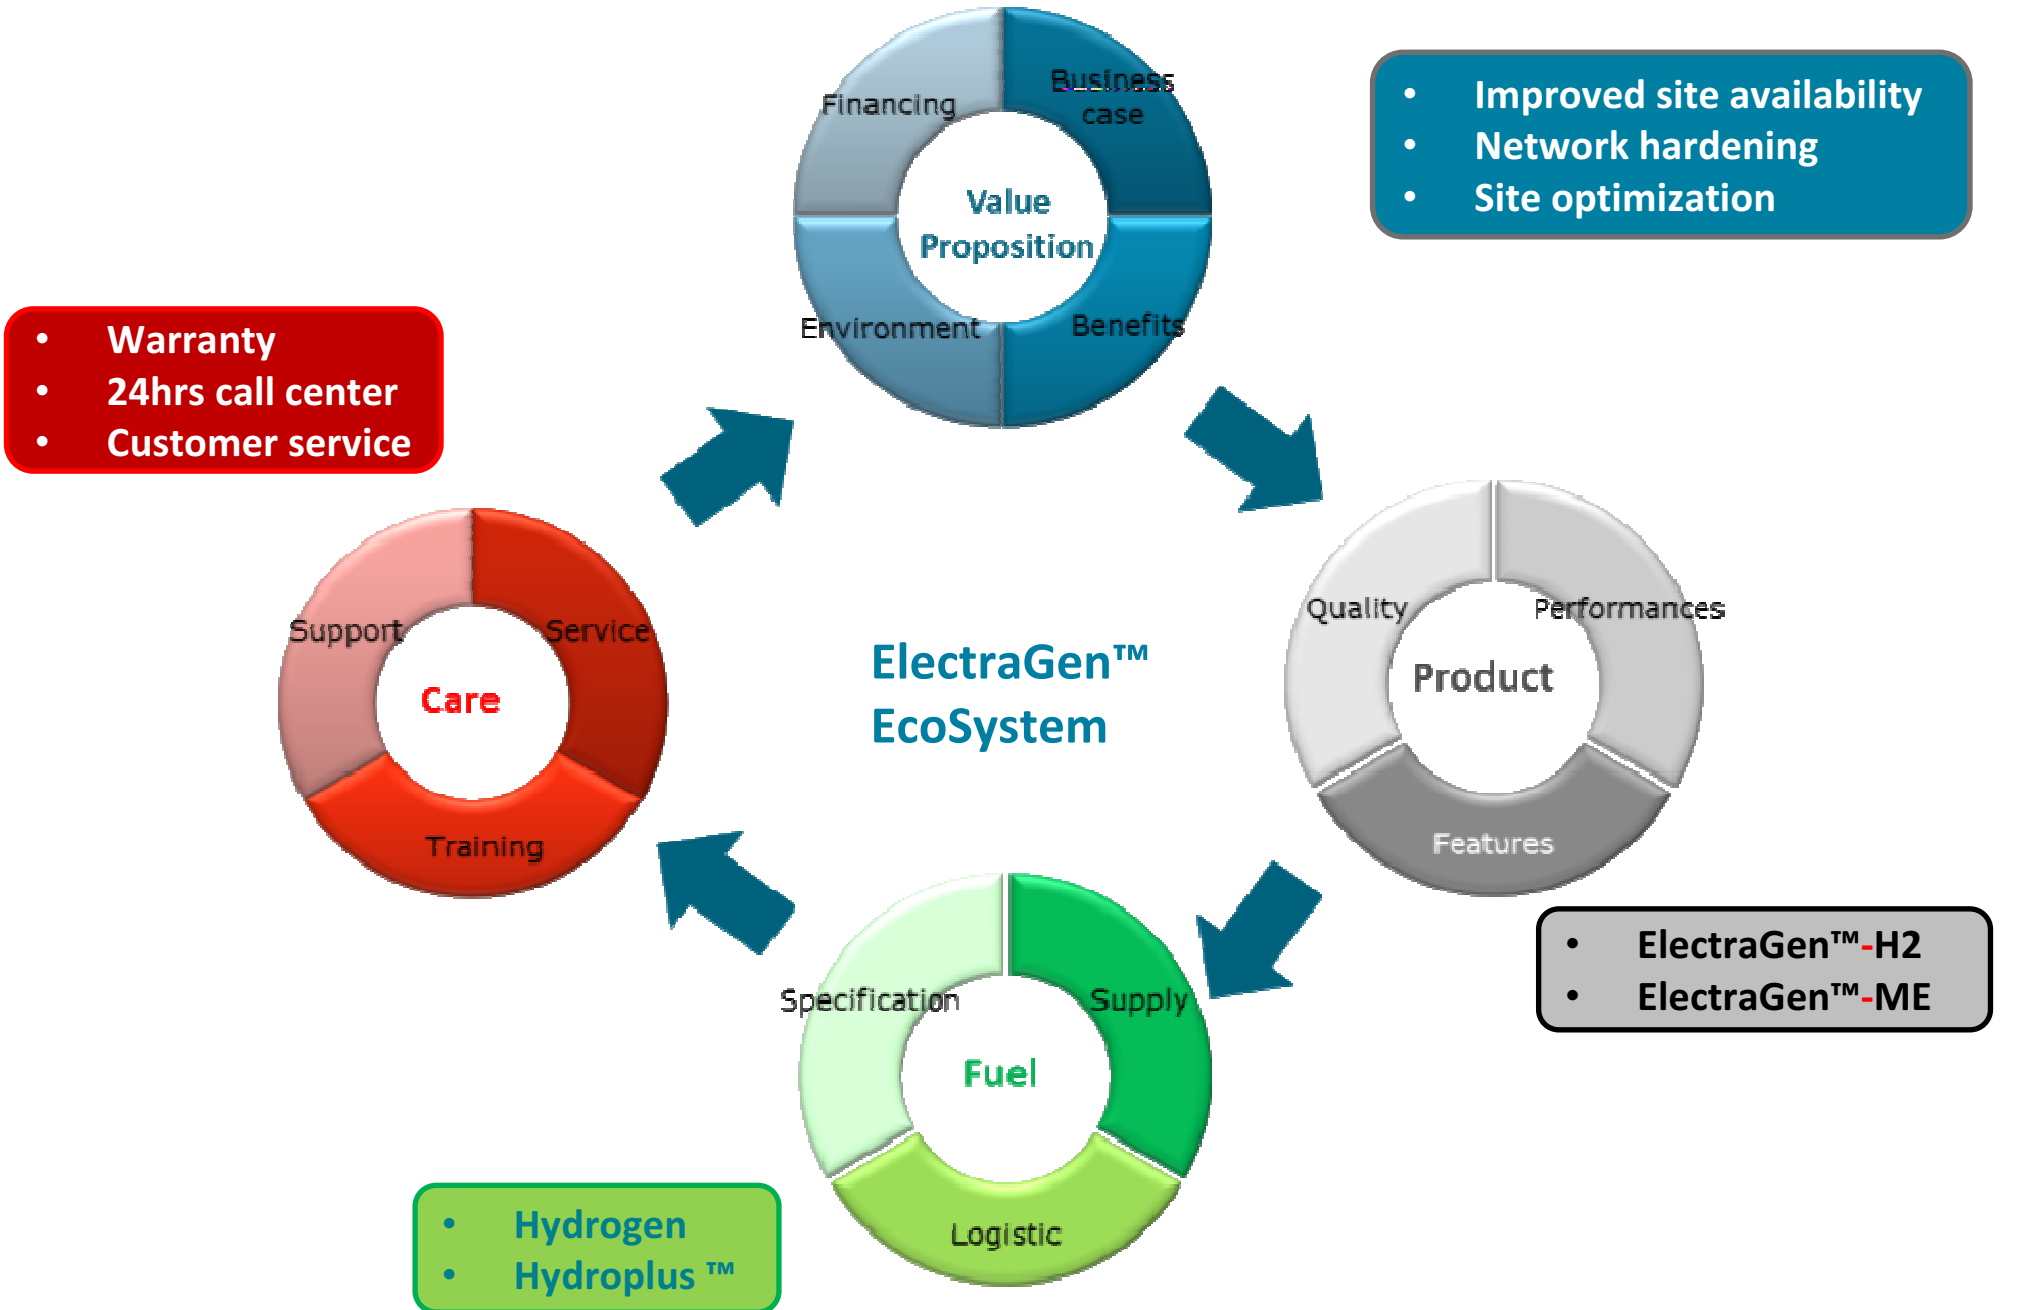 Financing
Business
case
Value
Proposition
Environment
Benefits
• Improved site availability
• Network hardening
• Site optimization
• Warranty
• 24hrs call center
• Customer service
Support
Service
Care
Training
ElectraGen™
EcoSystem
Quality
Performances
Product
Features
• ElectraGen™-H2
• ElectraGen™-ME
Specification
Supply
Fuel
Logistic
• Hydrogen
• Hydroplus ™